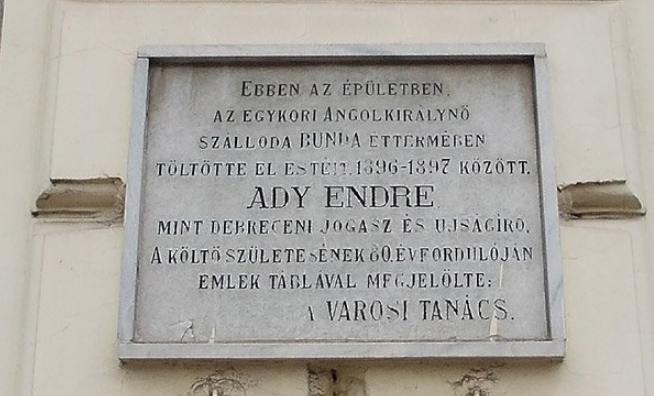 EBBEN AZ ÉPÜLETBEN,
AZ EGYKORI ANGOLKIRÁLYNŐ
SZÁLLODA BUNDA ÉTTERMÉBEN
TÖLTÖTTE EL ESTÉIT, 1896-1897 KÖZÖTT.
ADY ENDRE,
MINT DEBRECENI JOGÁSZ ÉS UJSÁGIRÓ,
A KÖLTŐ SZÜLETESÉNEK 80. ÉVFORDULÓJÁN
EMLÉK TÁBLÁVAL MEGJELÖLTE:
A VÁROSI TANÁCS.